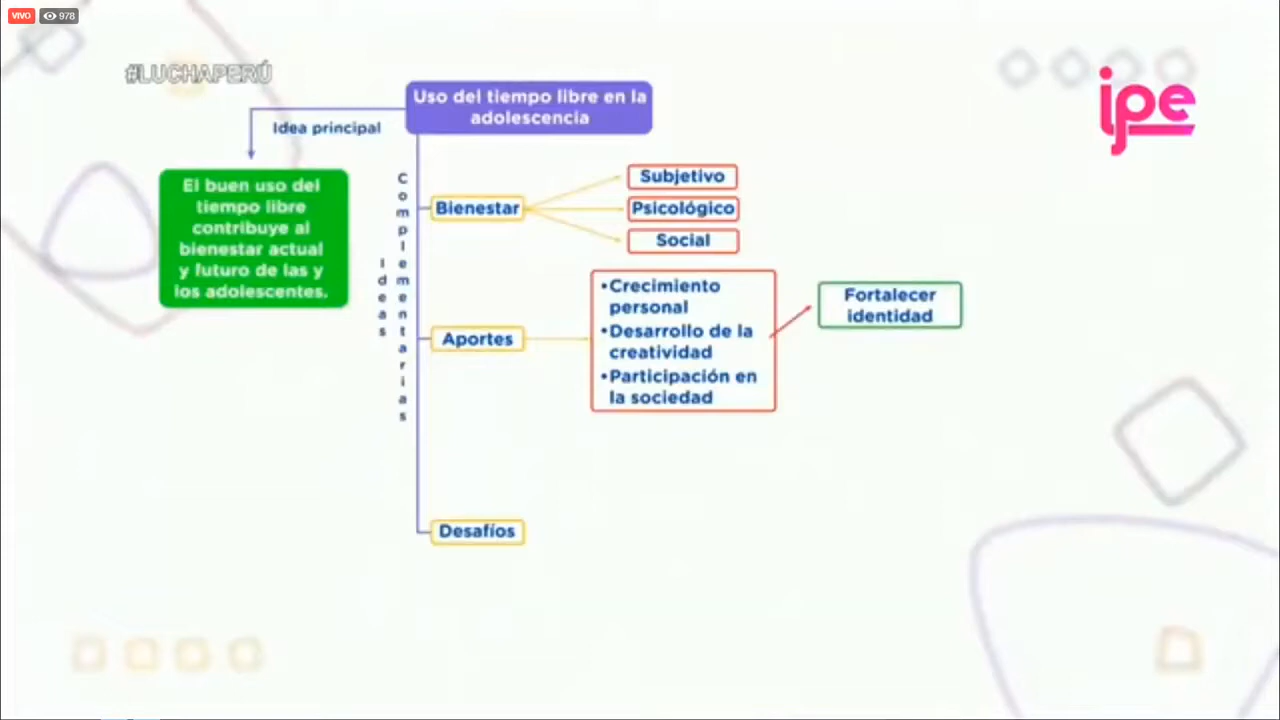 VIVO 978
#LUCHAPERÚ
ipe
Uso del tiempo libre en la
adolescencia
Idea principal
El buen uso del
tiempo libre
contribuye al
bienestar actual
y futuro de las y
los adolescentes.
Ideas
Complementarias
Bienestar
Subjetivo
Psicológico
Social
Aportes
•Crecimiento
personal
•Desarrollo de la
creatividad
•Participación en
la sociedad
Fortalecer
identidad
Desafíos